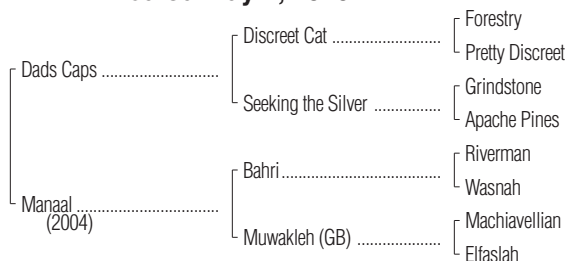 Forestry
Discreet Cat
Pretty Discreet
Dads Caps
Grindstone
Seeking the Silver
Apache Pines
Riverman
Bahri
Wasnah
Manaal
(2004)
Machiavellian
Muwakleh (GB)
Elfaslah